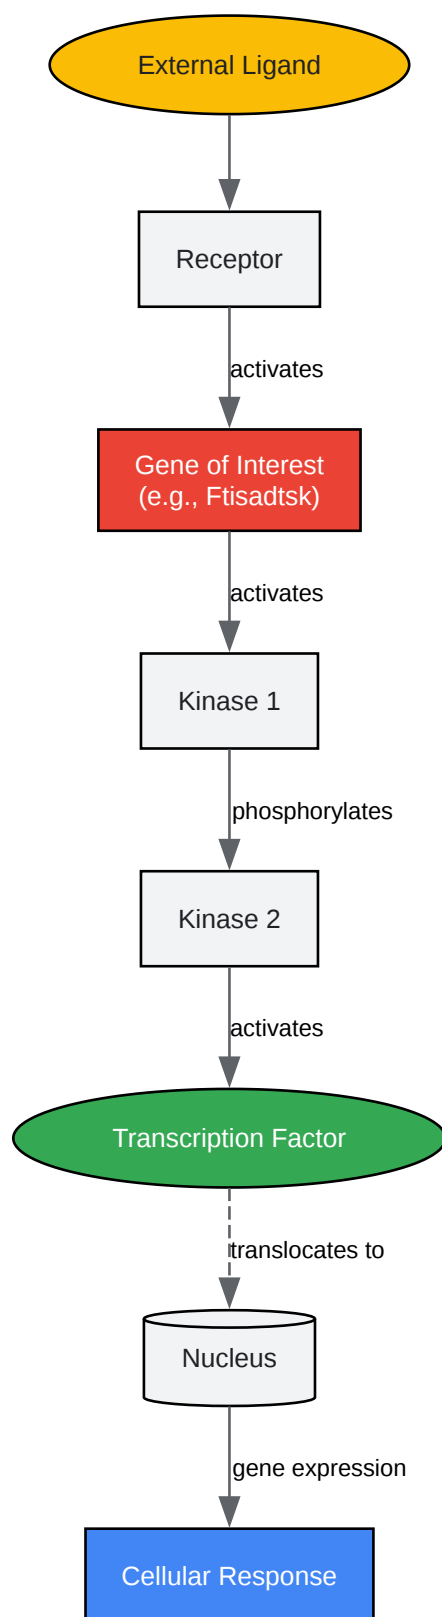 External Ligand
Receptor
activates
Gene of Interest
(e.g., Ftisadtsk)
activates
Kinase 1
phosphorylates
Kinase 2
activates
Transcription Factor
translocates to
Nucleus
gene expression
Cellular Response